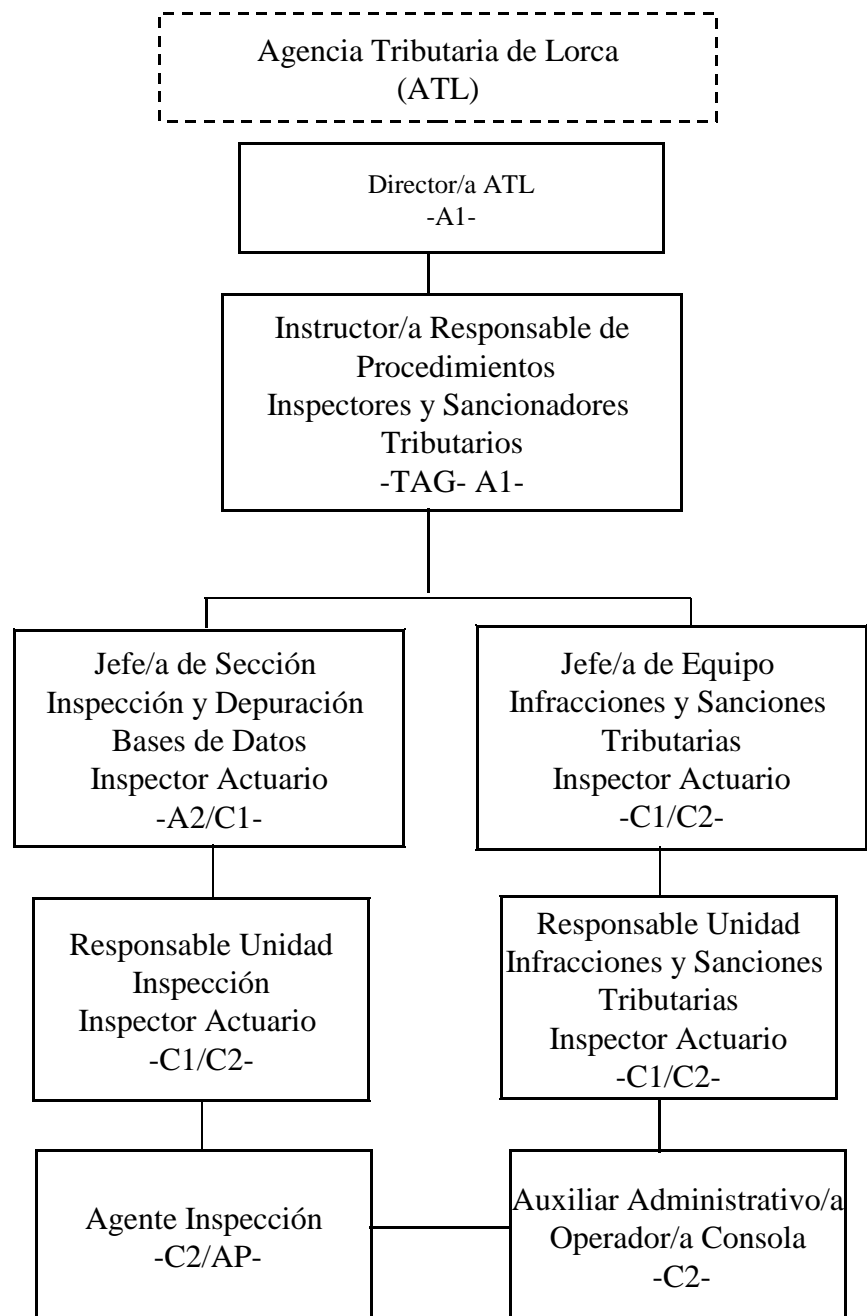 Agencia Tributaria de Lorca
(ATL)
Director/a ATL
-A1-
Instructor/a Responsable de
Procedimientos
Inspectores y Sancionadores
Tributarios
-TAG- A1-
Jefe/a de Sección
Inspección y Depuración
Bases de Datos
Inspector Actuario
-A2/C1-
Jefe/a de Equipo
Infracciones y Sanciones
Tributarias
Inspector Actuario
-C1/C2-
Responsable Unidad
Inspección
Inspector Actuario
-C1/C2-
Responsable Unidad
Infracciones y Sanciones
Tributarias
Inspector Actuario
-C1/C2-
Agente Inspección
-C2/AP-
Auxiliar Administrativo/a
Operador/a Consola
-C2-